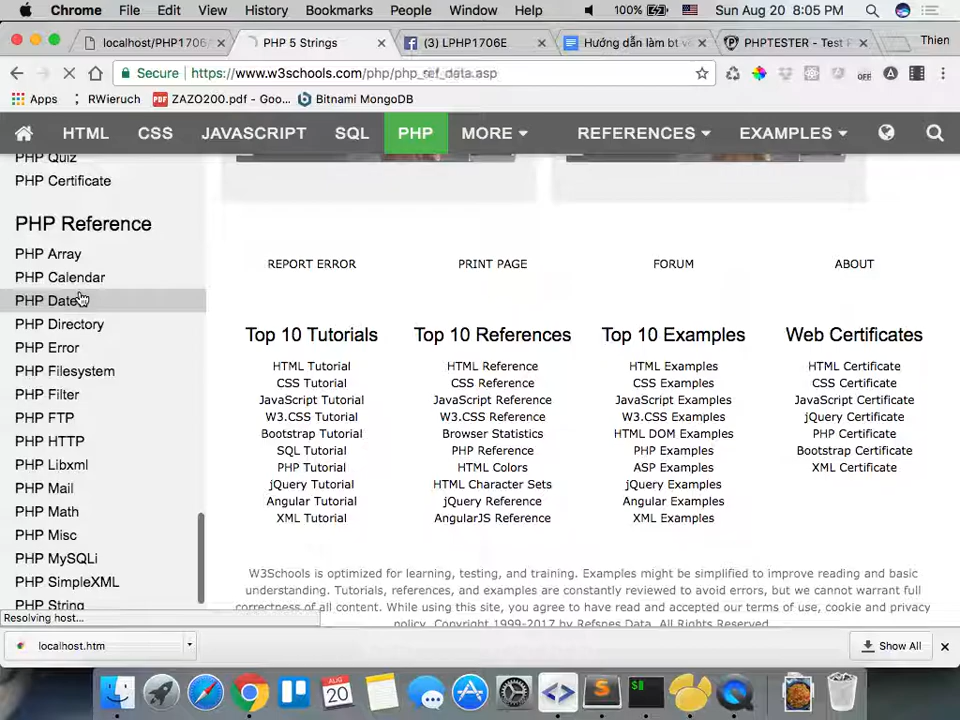 Chrome File Edit View History Bookmarks People Window Help 100% Sun Aug 20 8:05 PM
localhost/PHP1706 PHP 5 Strings (3) LPHP1706E Hướng dẫn làm bt v PHPTESTER - Test F Thien
Secure https://www.w3schools.com/php/php_ref_data.asp
Apps RWieruch ZAZO200.pdf - Goo... Bitnami MongoDB
HTML CSS JAVASCRIPT SQL PHP MORE REFERENCES EXAMPLES
PHP Quiz
PHP Certificate
PHP Reference
PHP Array
PHP Calendar
PHP Date
PHP Directory
PHP Error
PHP Filesystem
PHP Filter
PHP FTP
PHP HTTP
PHP Libxml
PHP Mail
PHP Math
PHP Misc
PHP MySQLi
PHP SimpleXML
PHP String
REPORT ERROR PRINT PAGE FORUM ABOUT
Top 10 Tutorials
HTML Tutorial
CSS Tutorial
JavaScript Tutorial
W3.CSS Tutorial
Bootstrap Tutorial
SQL Tutorial
PHP Tutorial
jQuery Tutorial
Angular Tutorial
XML Tutorial
Top 10 References
HTML Reference
CSS Reference
JavaScript Reference
W3.CSS Reference
Browser Statistics
PHP Reference
HTML Colors
HTML Character Sets
jQuery Reference
AngularJS Reference
Top 10 Examples
HTML Examples
CSS Examples
JavaScript Examples
W3.CSS Examples
HTML DOM Examples
PHP Examples
ASP Examples
jQuery Examples
Angular Examples
XML Examples
Web Certificates
HTML Certificate
CSS Certificate
JavaScript Certificate
jQuery Certificate
PHP Certificate
Bootstrap Certificate
XML Certificate
W3Schools is optimized for learning, testing, and training. Examples might be simplified to improve reading and basic
understanding. Tutorials, references, and examples are constantly reviewed to avoid errors, but we cannot warrant full
correctness of all content. While using this site, you agree to have read and accepted our terms of use, cookie and privacy
policy. Copyright 1999-2017 by Refsnes Data. All Rights Reserved.
Resolving host...
localhost.htm Show All
AUG
20